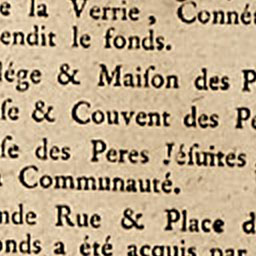 e la Verrie, Conné
endit le fonds.
lége & Maiſon des P
ſe & Couvent des Pe
ſe des Peres Jéſuites,
Communauté.
nde Rue & Place d
onds a été acquis par